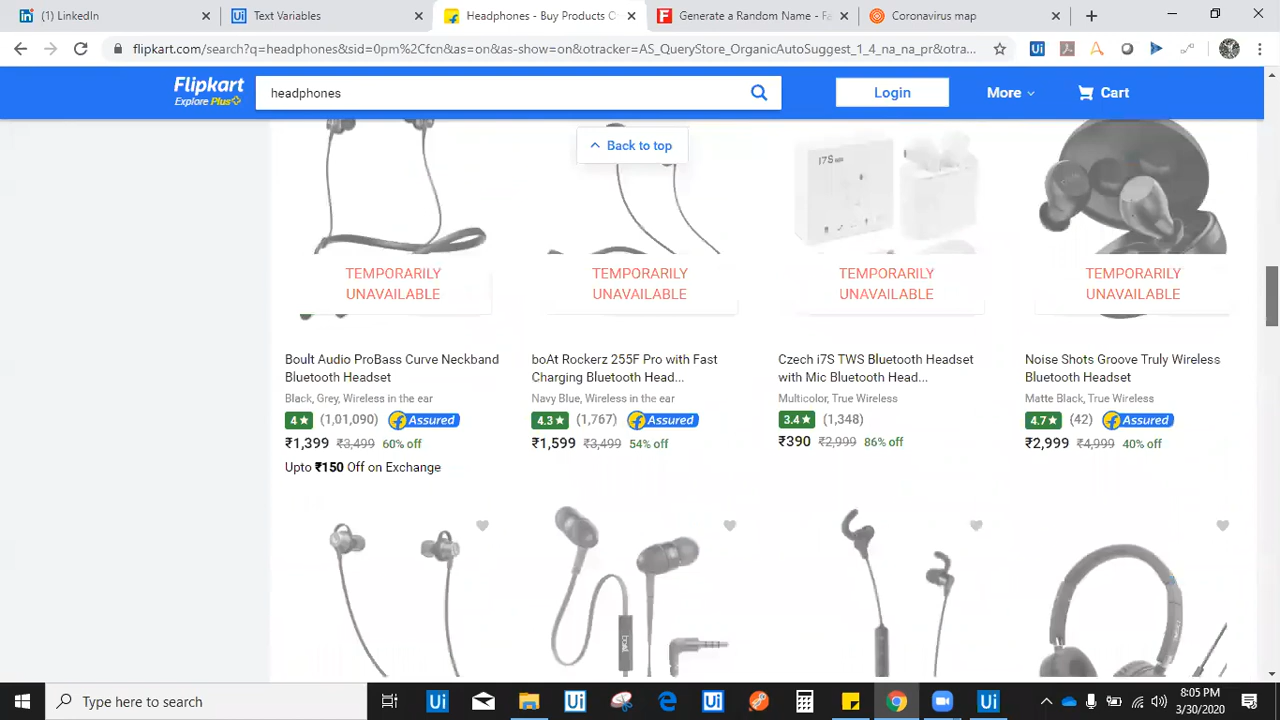 (1) LinkedIn
Text Variables
Headphones - Buy Products O
Generate a Random Name - Fa
Coronavirus map
flipkart.com/search?q=headphones&sid=0pm%2Cfcn&as=on&as-show=on&otracker=AS_QueryStore_OrganicAutoSuggest_1_4_na_na_pr&otra...
Flipkart
Explore Plus
headphones
Login
More
Cart
Back to top
i7S
TEMPORARILY
UNAVAILABLE
TEMPORARILY
UNAVAILABLE
TEMPORARILY
UNAVAILABLE
TEMPORARILY
UNAVAILABLE
Boult Audio ProBass Curve Neckband
Bluetooth Headset
Black, Grey, Wireless in the ear
4★ (1,01,090) Assured
₹1,399 ₹3,499 60% off
Upto ₹150 Off on Exchange
boAt Rockerz 255F Pro with Fast
Charging Bluetooth Head...
Navy Blue, Wireless in the ear
4.3★ (1,767) Assured
₹1,599 ₹3,499 54% off
Czech i7S TWS Bluetooth Headset
with Mic Bluetooth Head...
Multicolor, True Wireless
3.4★ (1,348)
₹390 ₹2,999 86% off
Noise Shots Groove Truly Wireless
Bluetooth Headset
Matte Black, True Wireless
4.7★ (42) Assured
₹2,999 ₹4,999 40% off
boAt
Type here to search
8:05 PM
3/30/2020